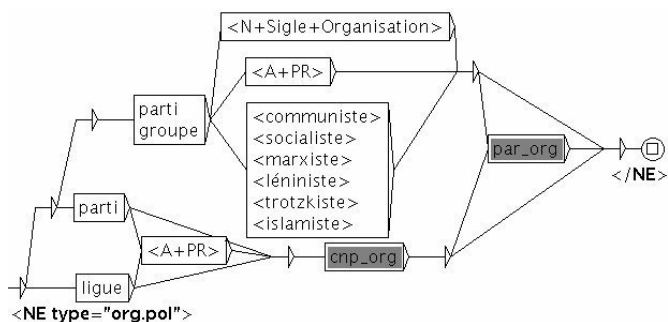 <N+Sigle+Organisation>
<A+PR>
parti
groupe
<communiste>
<socialiste>
<marxiste>
<léniniste>
<trotzkiste>
<islamiste>
par_org
</NE>
parti
<A+PR>
cnp_org
ligue
<NE type="org.pol">